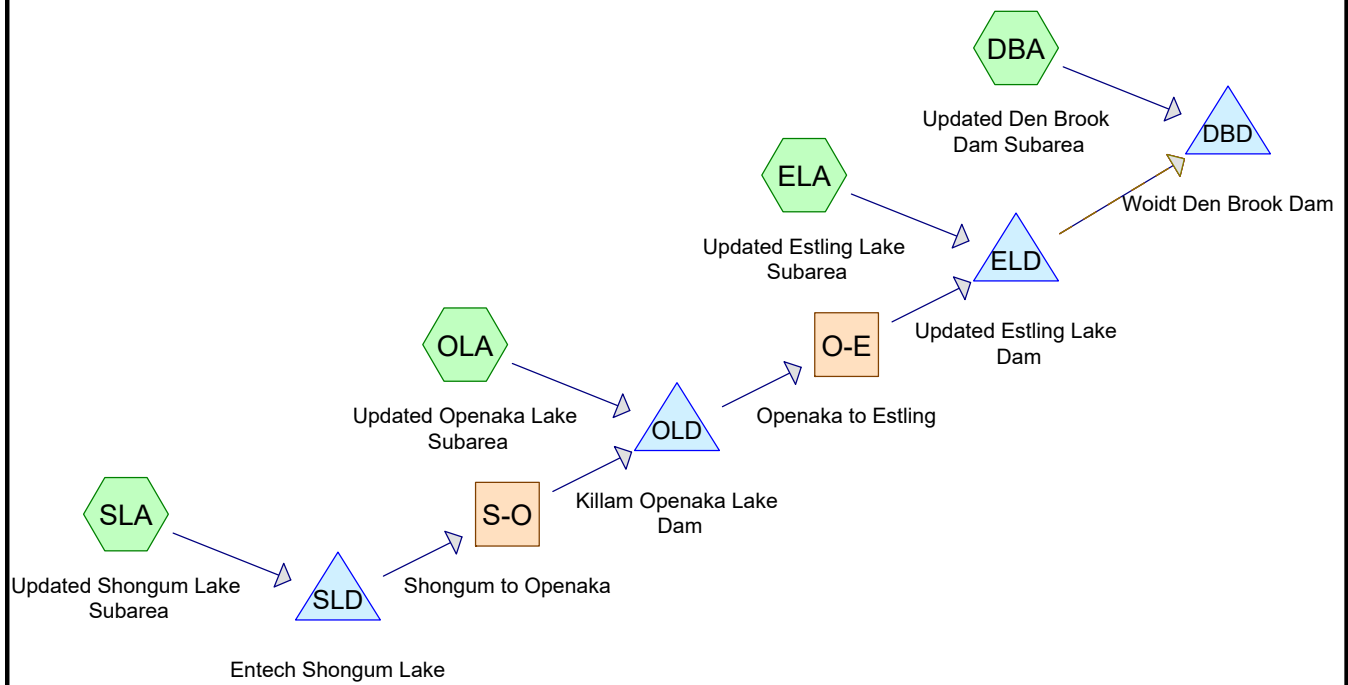 DBA
Updated Den Brook
Dam Subarea
DBD
Woidt Den Brook Dam
ELA
Updated Estling Lake
Subarea
ELD
Updated Estling Lake
Dam
O-E
Openaka to Estling
OLA
Updated Openaka Lake
Subarea
OLD
Killam Openaka Lake
Dam
S-O
Shongum to Openaka
SLA
Updated Shongum Lake
Subarea
SLD
Entech Shongum Lake